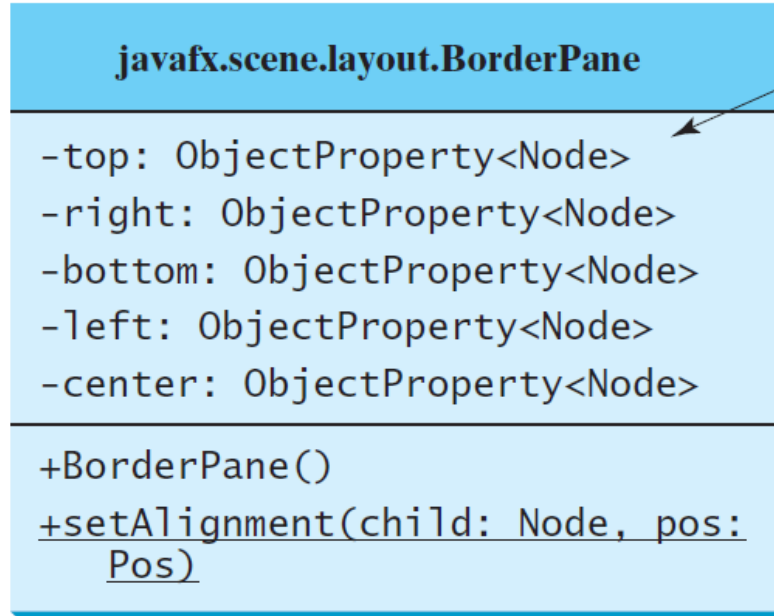 javafx.scene.layout.BorderPane
-top: ObjectProperty<Node>
-right: ObjectProperty<Node>
-bottom: ObjectProperty<Node>
-left: ObjectProperty<Node>
-center: ObjectProperty<Node>
+BorderPane()
+setAlignment(child: Node, pos:
Pos)